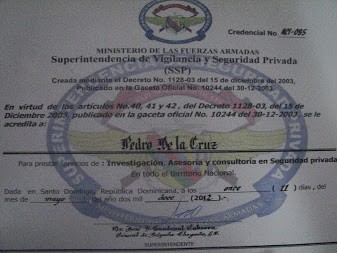 Credencial No.
MINISTERIO DE LAS FUERZAS ARMADAS
Superintendencia de Vigilancia y Seguridad Privada
(SSP)
Creada mediante el Decreto No. 1128-03 del 15 de diciembre del 2003,
Publicado en la Gaceta Oficial No. 10244 del 30-12-2003.
En virtud de los articulos No.40, 41 y 42, del Decreto 1128-03, del 15 de
Diciembre 2003, publicado en la gaceta oficial No. 10244 del 30-12-2003, se le
acredita a:
Pedro De la Cruz
Para prestar Servicios de: Investigación, Asesoría y consultoría en Seguridad privada
En todo el territorio Nacional.
Dada en Santo Domingo, República Dominicana, a los once (11) días, del
mes de mayo del año dos mil doce (2012).
SUPERINTENDENTE